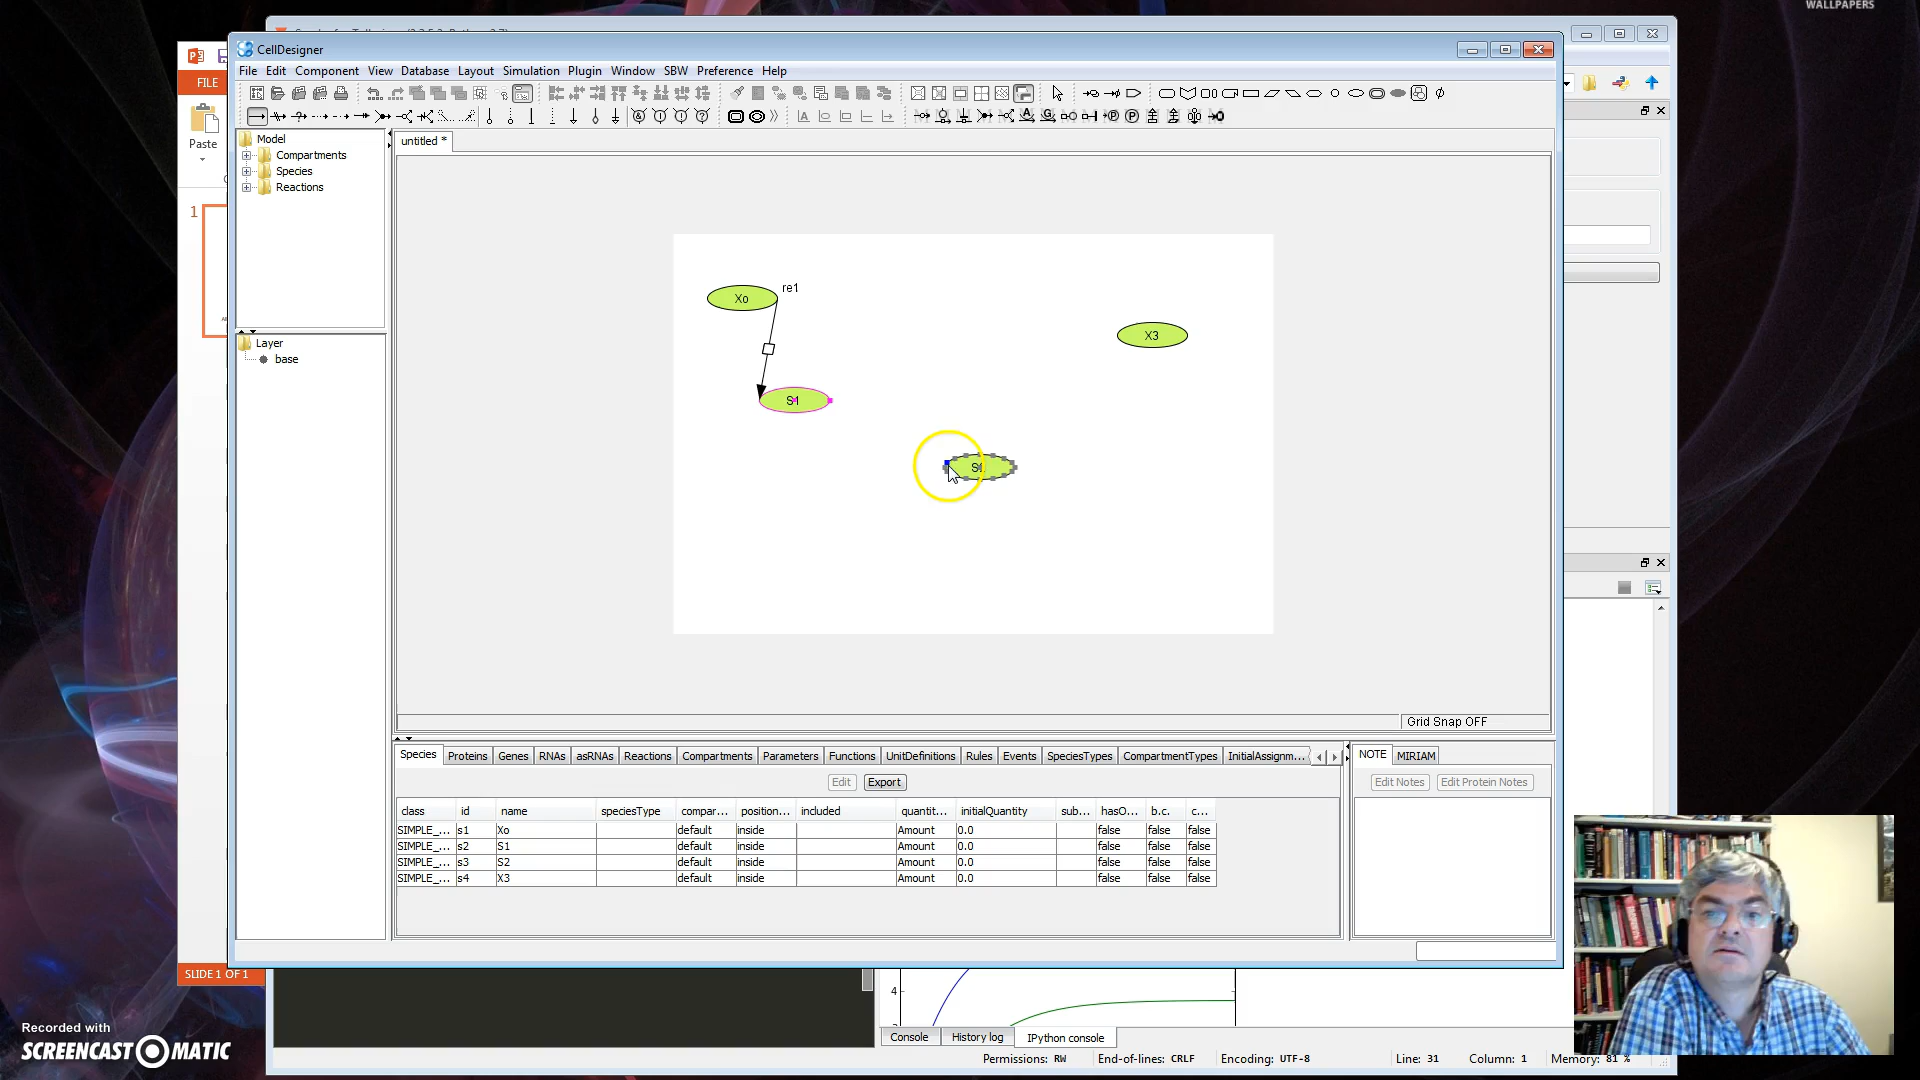 WALLPAPERS
CellDesigner
FILE
File Edit Component View Database Layout Simulation Plugin Window SBW Preference Help
Paste
Model
Compartments
Species
Reactions
untitled *
1
Xo
re1
X3
S1
Layer
base
Grid Snap OFF
Species Proteins Genes RNAs asRNAs Reactions Compartments Parameters Functions UnitDefinitions Rules Events SpeciesTypes CompartmentTypes InitialAssignm...
NOTE MIRIAM
Edit Export
Edit Notes Edit Protein Notes
class id name speciesType compar... position... included quantit... initialQuantity sub... hasO... b.c. c...
SIMPLE_... s1 Xo default inside Amount 0.0 false false false
SIMPLE_... s2 S1 default inside Amount 0.0 false false false
SIMPLE_... s3 S2 default inside Amount 0.0 false false false
SIMPLE_... s4 X3 default inside Amount 0.0 false false false
SLIDE 1 OF 1
4
Console History log IPython console
Permissions: RW End-of-lines: CRLF Encoding: UTF-8 Line: 31 Column: 1 Memory: 81 %
Recorded with
SCREENCAST O MATIC